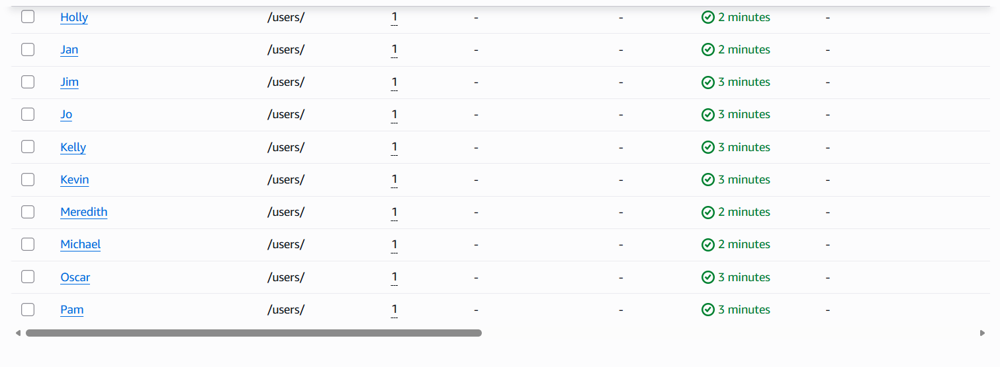 Holly /users/ 1 - - 2 minutes -
Jan /users/ 1 - - 2 minutes -
Jim /users/ 1 - - 3 minutes -
Jo /users/ 1 - - 3 minutes -
Kelly /users/ 1 - - 3 minutes -
Kevin /users/ 1 - - 3 minutes -
Meredith /users/ 1 - - 2 minutes -
Michael /users/ 1 - - 2 minutes -
Oscar /users/ 1 - - 3 minutes -
Pam /users/ 1 - - 3 minutes -